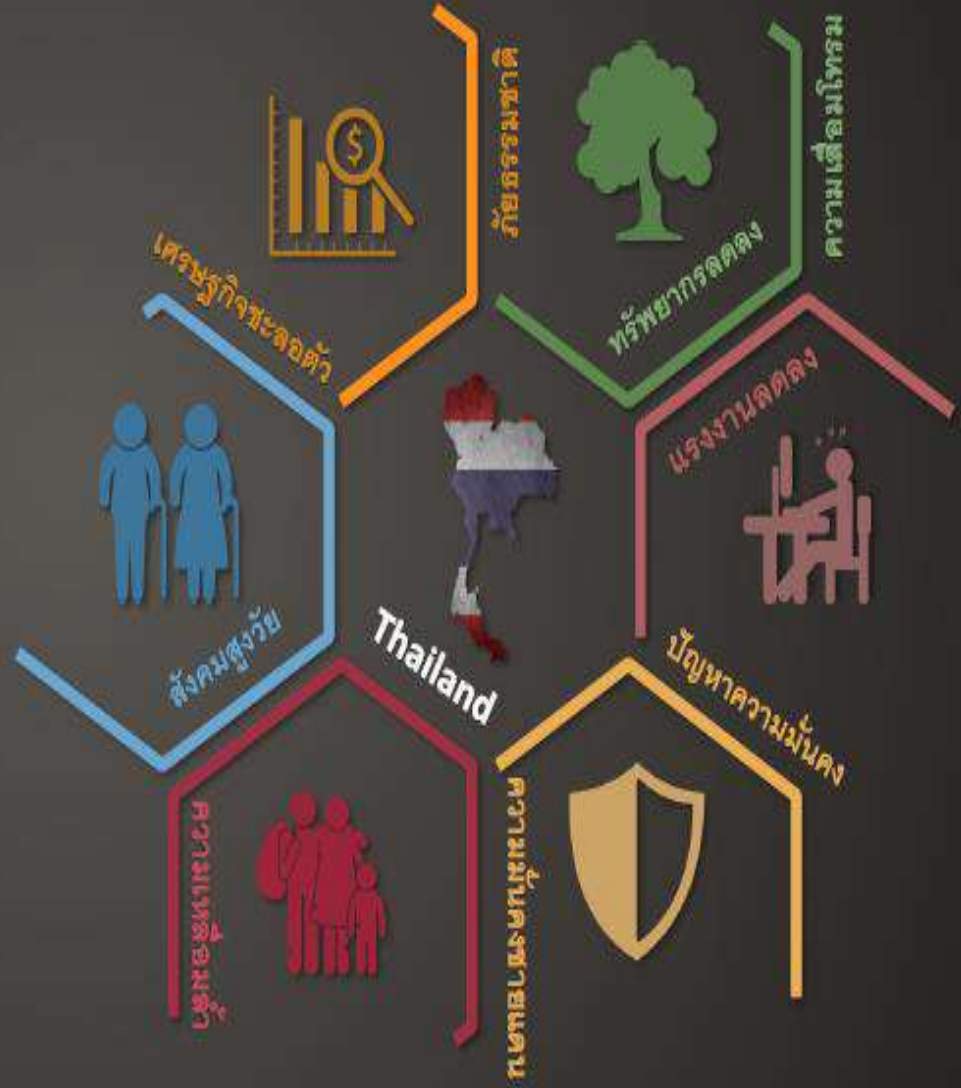 ภัยธรรมชาติ
ความเสื่อมโทรม
เศรษฐกิจชะลอตัว
ทรัพยากรลดลง
แรงงานลดลง
สังคมสูงวัย
Thailand
ปัญหาความมั่นคง
ความเหลื่อมล้ำ